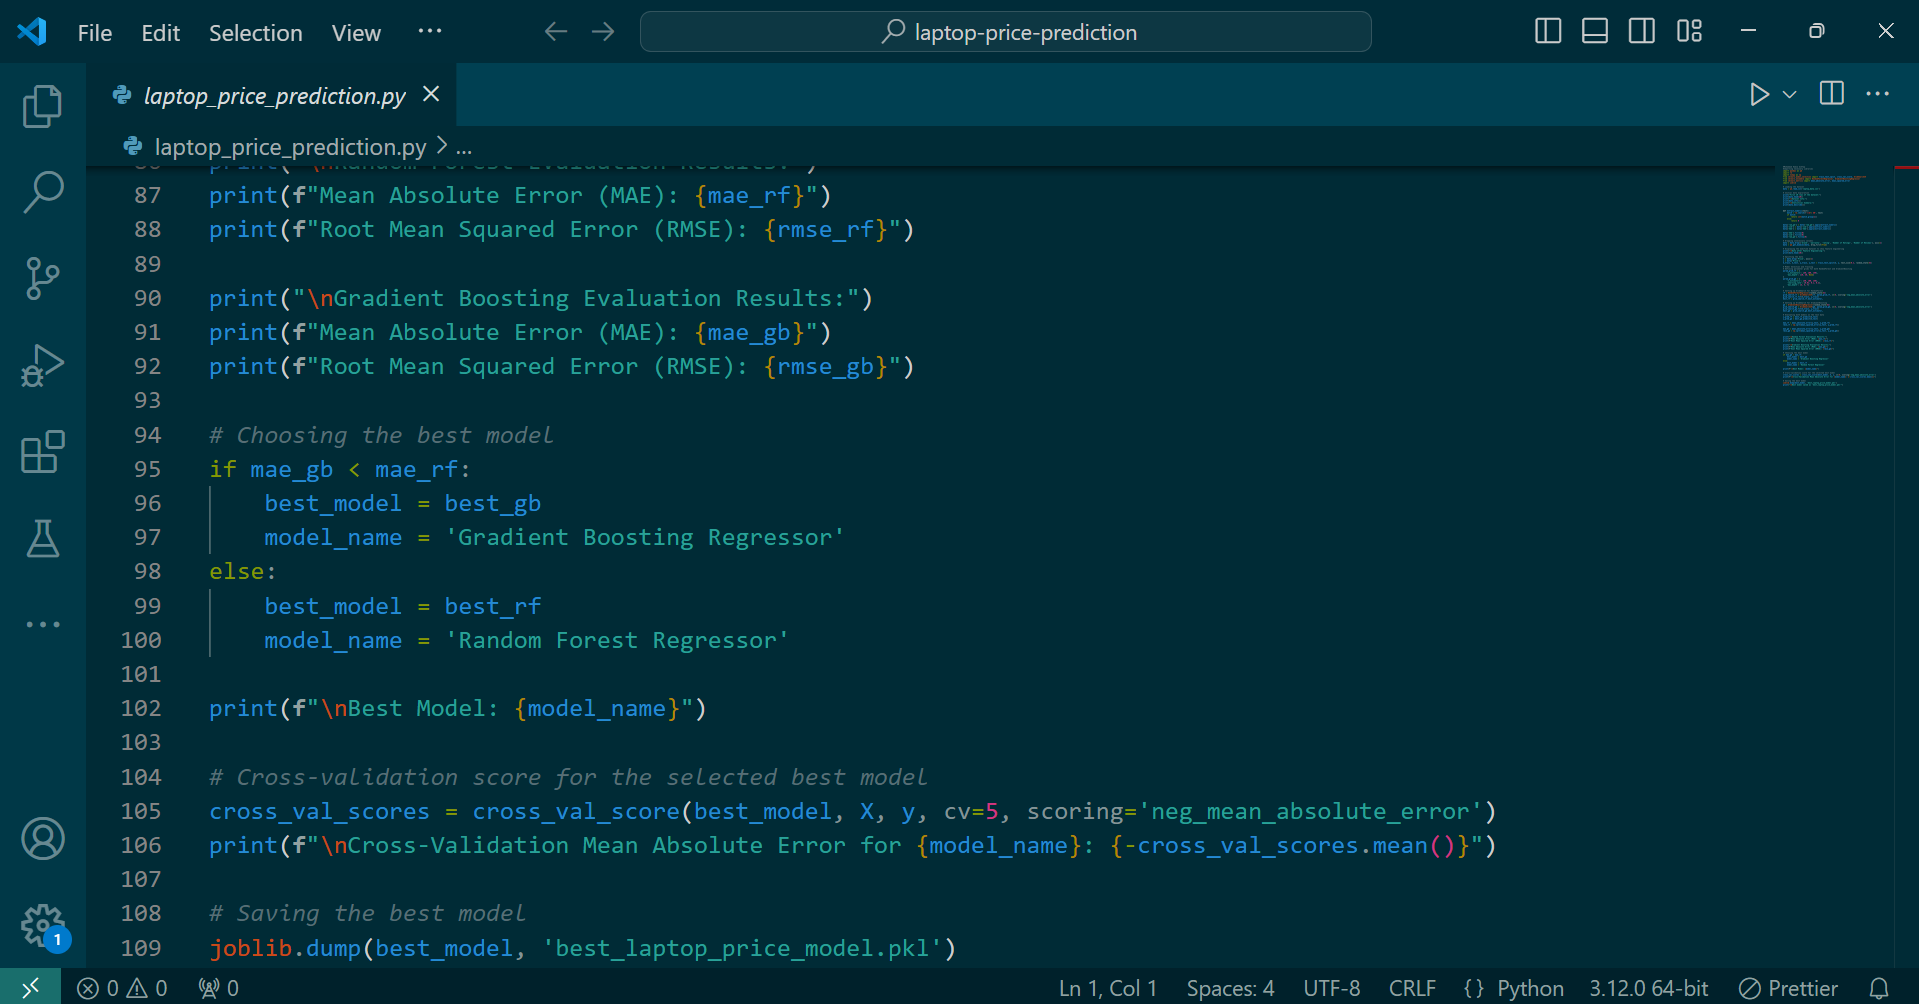 File Edit Selection View ··· laptop-price-prediction
laptop_price_prediction.py
laptop_price_prediction.py > ...
87 print(f"Mean Absolute Error (MAE): {mae_rf}")
88 print(f"Root Mean Squared Error (RMSE): {rmse_rf}")
89
90 print("\nGradient Boosting Evaluation Results:")
91 print(f"Mean Absolute Error (MAE): {mae_gb}")
92 print(f"Root Mean Squared Error (RMSE): {rmse_gb}")
93
94 # Choosing the best model
95 if mae_gb < mae_rf:
96     best_model = best_gb
97     model_name = 'Gradient Boosting Regressor'
98 else:
99     best_model = best_rf
100     model_name = 'Random Forest Regressor'
101
102 print(f"\nBest Model: {model_name}")
103
104 # Cross-validation score for the selected best model
105 cross_val_scores = cross_val_score(best_model, X, y, cv=5, scoring='neg_mean_absolute_error')
106 print(f"\nCross-Validation Mean Absolute Error for {model_name}: {-cross_val_scores.mean()}")
107
108 # Saving the best model
109 joblib.dump(best_model, 'best_laptop_price_model.pkl')
1
0 0 0 Ln 1, Col 1 Spaces: 4 UTF-8 CRLF {} Python 3.12.0 64-bit Prettier